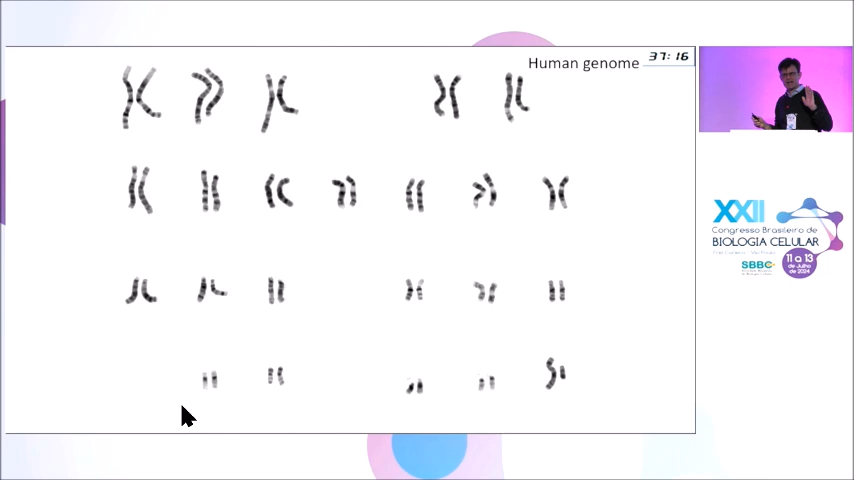 Human genome
37:16
XXII
Congresso Brasileiro de
BIOLOGIA CELULAR
SBBC
11 a 13
de Julho
de 2024